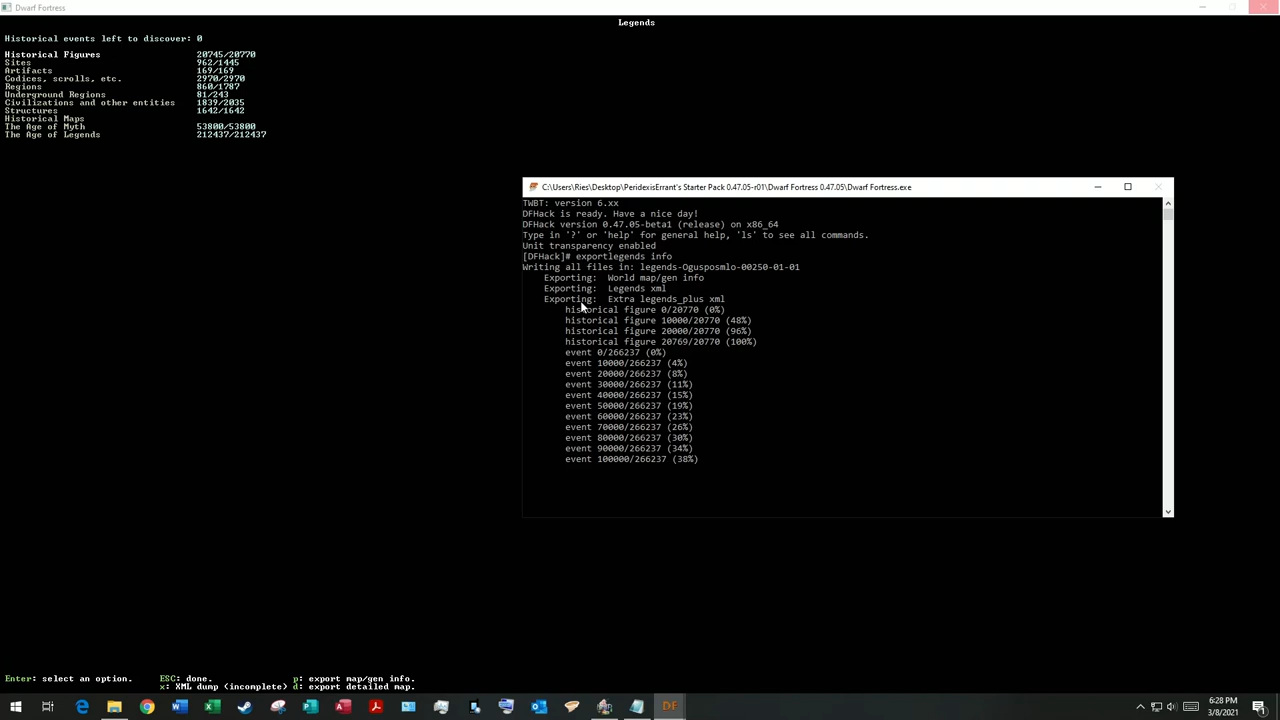 Dwarf Fortress
Legends
Historical events left to discover: 0
Historical Figures 20745/20770
Sites 962/1445
Artifacts 169/169
Codices, scrolls, etc. 2970/2970
Regions 860/1787
Underground Regions 81/243
Civilizations and other entities 1839/2035
Structures 1642/1642
Historical Maps
The Age of Myth 53800/53800
The Age of Legends 212437/212437
C:\Users\Ries\Desktop\PeridexisErrant's Starter Pack 0.47.05-r01\Dwarf Fortress 0.47.05\Dwarf Fortress.exe
TWBT: version 6.xx
DFHack is ready. Have a nice day!
DFHack version 0.47.05-beta1 (release) on x86_64
Type in '?' or 'help' for general help, 'ls' to see all commands.
Unit transparency enabled
[DFHack]# exportlegends info
Writing all files in: legends-Ogusposmlo-00250-01-01
Exporting: World map/gen info
Exporting: Legends xml
Exporting: Extra legends_plus xml
historical figure 0/20770 (0%)
historical figure 10000/20770 (48%)
historical figure 20000/20770 (96%)
historical figure 20769/20770 (100%)
event 0/266237 (0%)
event 10000/266237 (4%)
event 20000/266237 (8%)
event 30000/266237 (11%)
event 40000/266237 (15%)
event 50000/266237 (19%)
event 60000/266237 (23%)
event 70000/266237 (26%)
event 80000/266237 (30%)
event 90000/266237 (34%)
event 100000/266237 (38%)
Enter: select an option. ESC: done. p: export map/gen info.
x: XML dump (incomplete) d: export detailed map.
DF
6:28 PM
3/8/2021